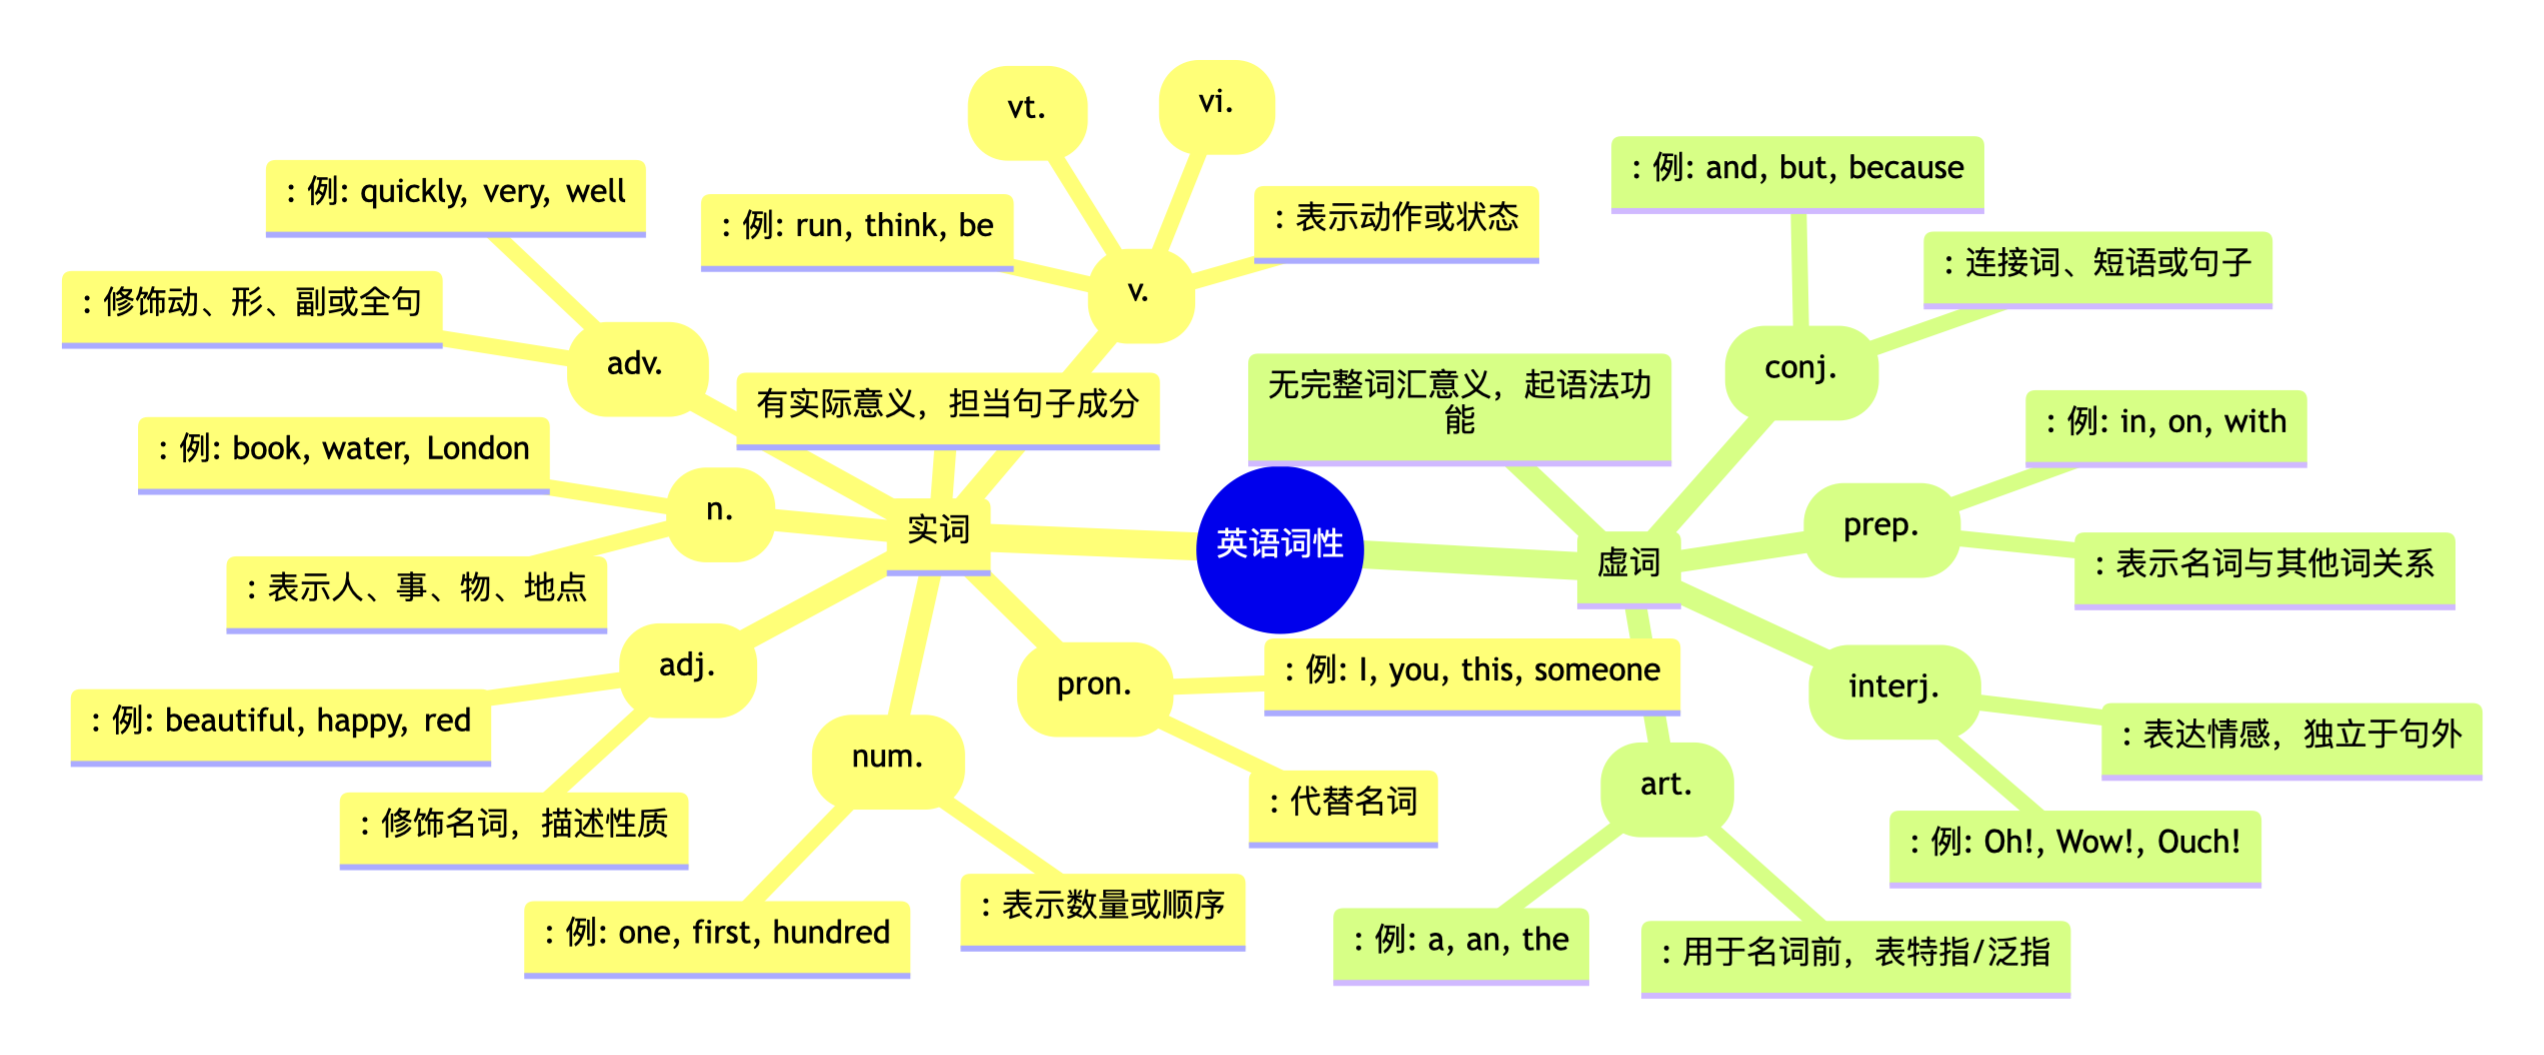 英语词性
实词
有实际意义，担当句子成分
n.
: 表示人、事、物、地点
: 例: book, water, London
v.
: 表示动作或状态
: 例: run, think, be
vt.
vi.
adj.
: 修饰名词，描述性质
: 例: beautiful, happy, red
adv.
: 修饰动、形、副或全句
: 例: quickly, very, well
num.
: 表示数量或顺序
: 例: one, first, hundred
pron.
: 代替名词
: 例: I, you, this, someone
虚词
无完整词汇意义，起语法功
能
conj.
: 连接词、短语或句子
: 例: and, but, because
prep.
: 表示名词与其他词关系
: 例: in, on, with
interj.
: 表达情感，独立于句外
: 例: Oh!, Wow!, Ouch!
art.
: 用于名词前，表特指/泛指
: 例: a, an, the